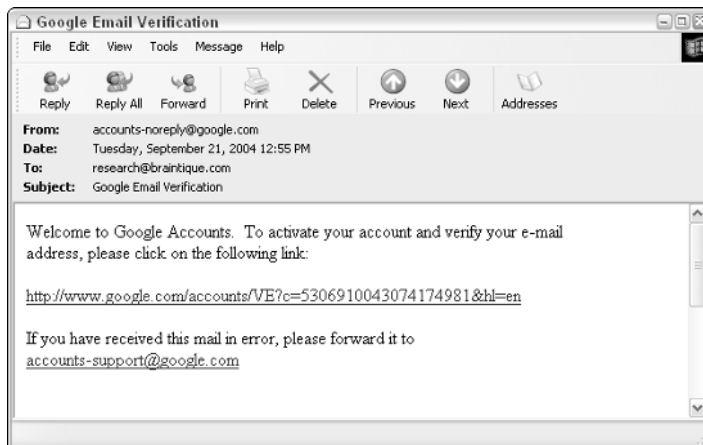 Google Email Verification
File Edit View Tools Message Help
Reply Reply All Forward Print Delete Previous Next Addresses
From: accounts-noreply@google.com
Date: Tuesday, September 21, 2004 12:55 PM
To: research@braintique.com
Subject: Google Email Verification
Welcome to Google Accounts. To activate your account and verify your e-mail
address, please click on the following link:
http://www.google.com/accounts/VE?c=5306910043074174981&hl=en
If you have received this mail in error, please forward it to
accounts-support@google.com